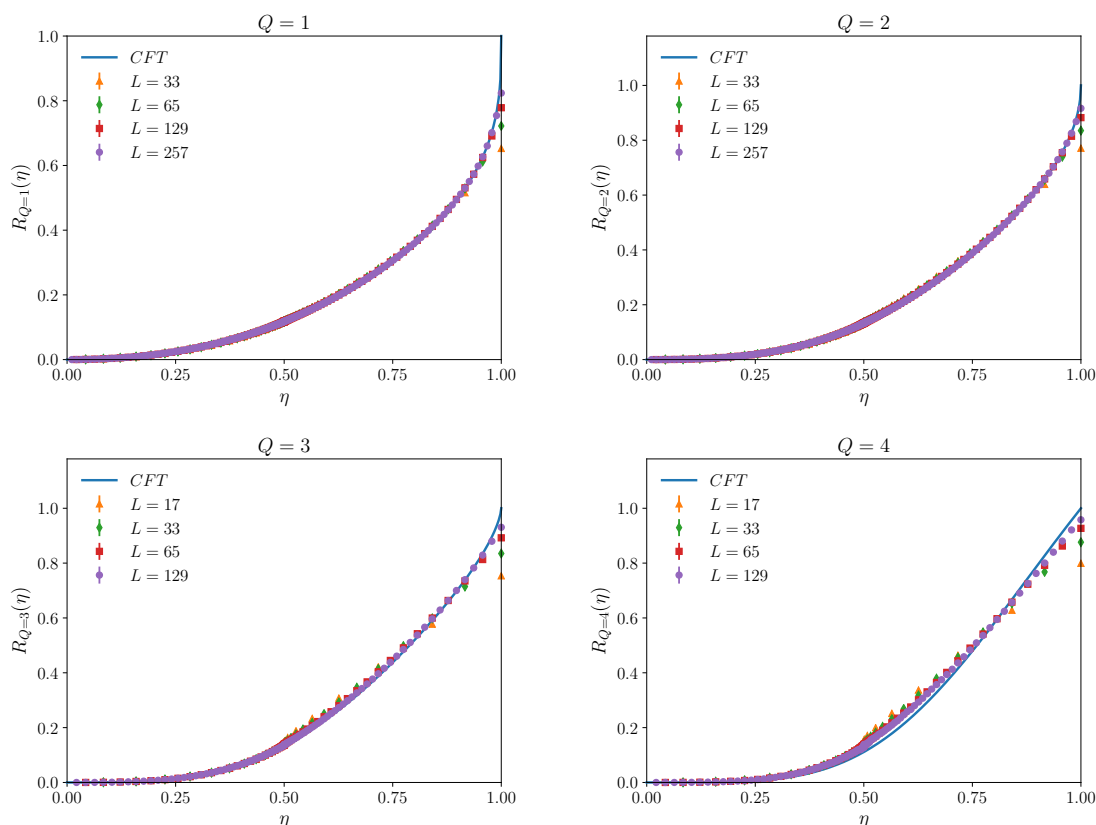 Q = 1
CFT
L = 33
L = 65
L = 129
L = 257
1.0
0.8
0.6
0.4
0.2
0.0
R_{Q=1}(η)
0.00 0.25 0.50 0.75 1.00
η
Q = 2
CFT
L = 33
L = 65
L = 129
L = 257
1.0
0.8
0.6
0.4
0.2
0.0
R_{Q=2}(η)
0.00 0.25 0.50 0.75 1.00
η
Q = 3
CFT
L = 17
L = 33
L = 65
L = 129
1.0
0.8
0.6
0.4
0.2
0.0
R_{Q=3}(η)
0.00 0.25 0.50 0.75 1.00
η
Q = 4
CFT
L = 17
L = 33
L = 65
L = 129
1.0
0.8
0.6
0.4
0.2
0.0
R_{Q=4}(η)
0.00 0.25 0.50 0.75 1.00
η